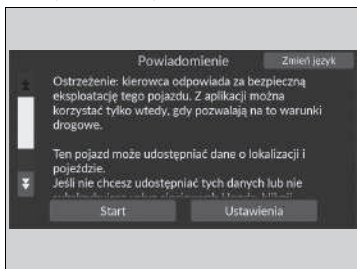 Powiadomienie
Zmień język
Ostrzeżenie: kierowca odpowiada za bezpieczną
eksploatację tego pojazdu. Z aplikacji można
korzystać tylko wtedy, gdy pozwalają na to warunki
drogowe.
Ten pojazd może udostępniać dane o lokalizacji i
pojeździe.
Jeśli nie chcesz udostępniać tych danych lub nie
Start
Ustawienia